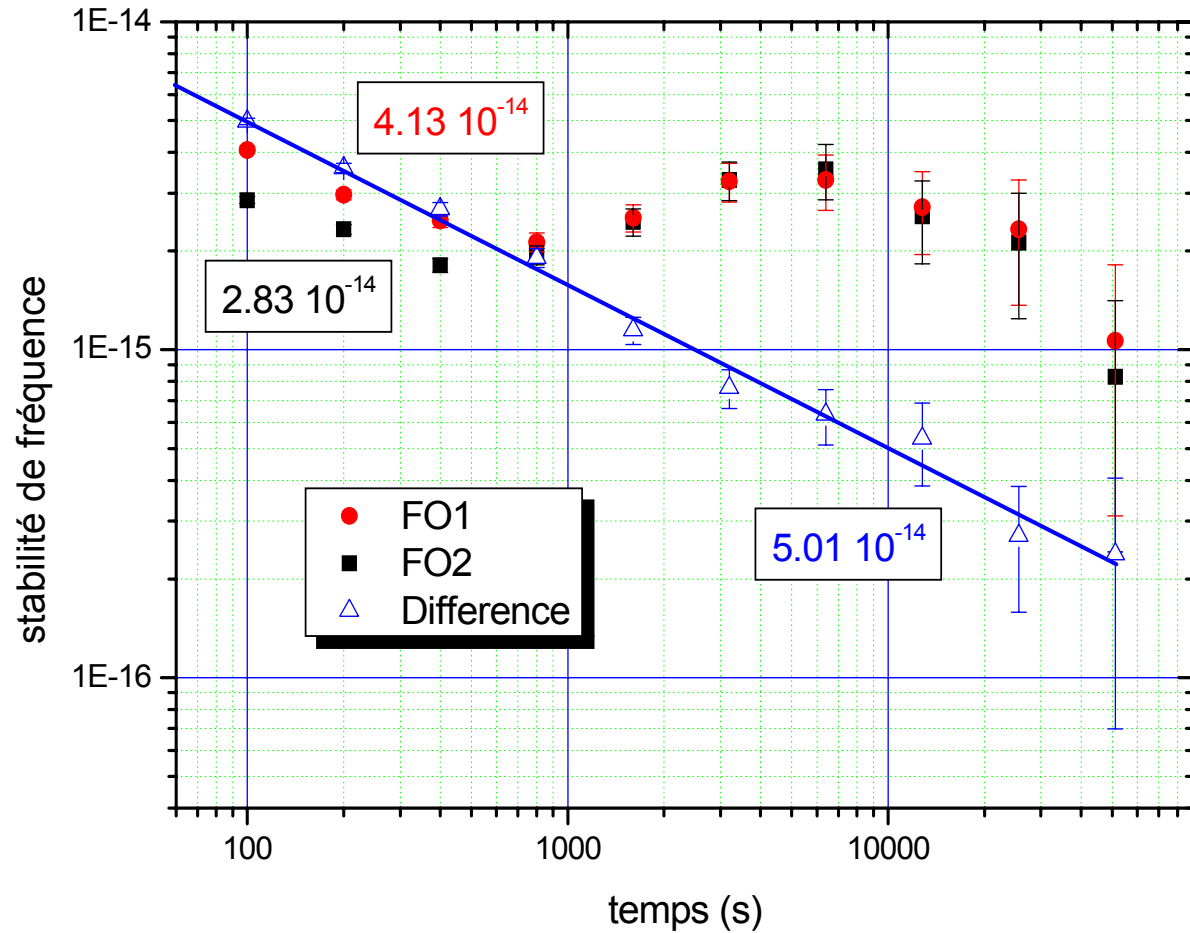 1E-14
4.13 10-14
2.83 10-14
stabilité de fréquence
1E-15
FO1
FO2
Difference
5.01 10-14
1E-16
100
1000
10000
temps (s)